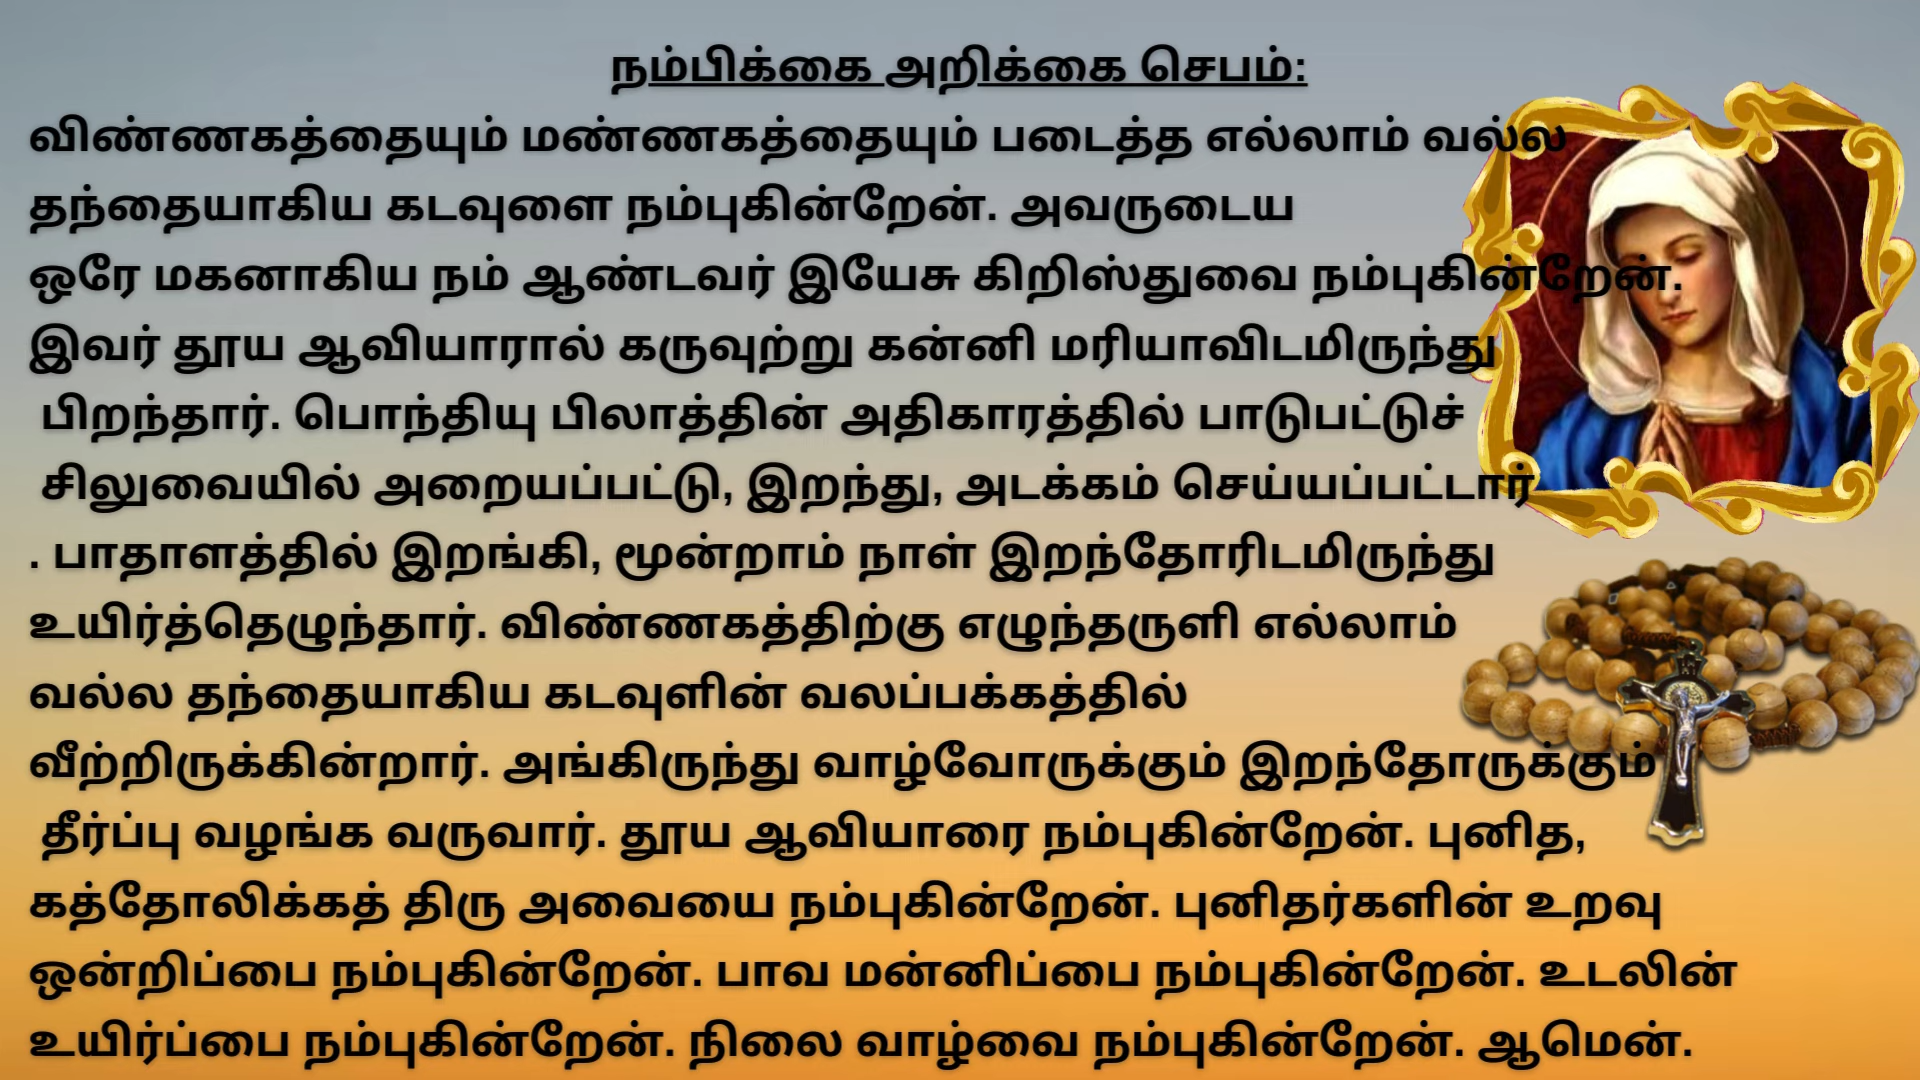 நம்பிக்கை அறிக்கை செபம்:
விண்ணகத்தையும் மண்ணகத்தையும் படைத்த எல்லாம் வல்ல
தந்தையாகிய கடவுளை நம்புகின்றேன். அவருடைய
ஒரே மகனாகிய நம் ஆண்டவர் இயேசு கிறிஸ்துவை நம்புகின்றேன்.
இவர் தூய ஆவியாரால் கருவுற்று கன்னி மரியாவிடமிருந்து
பிறந்தார். பொந்தியு பிலாத்தின் அதிகாரத்தில் பாடுபட்டுச்
சிலுவையில் அறையப்பட்டு, இறந்து, அடக்கம் செய்யப்பட்டார்
. பாதாளத்தில் இறங்கி, மூன்றாம் நாள் இறந்தோரிடமிருந்து
உயிர்த்தெழுந்தார். விண்ணகத்திற்கு எழுந்தருளி எல்லாம்
வல்ல தந்தையாகிய கடவுளின் வலப்பக்கத்தில்
வீற்றிருக்கின்றார். அங்கிருந்து வாழ்வோருக்கும் இறந்தோருக்கும்
தீர்ப்பு வழங்க வருவார். தூய ஆவியாரை நம்புகின்றேன். புனித,
கத்தோலிக்கத் திரு அவையை நம்புகின்றேன். புனிதர்களின் உறவு
ஒன்றிப்பை நம்புகின்றேன். பாவ மன்னிப்பை நம்புகின்றேன். உடலின்
உயிர்ப்பை நம்புகின்றேன். நிலை வாழ்வை நம்புகின்றேன். ஆமென்.